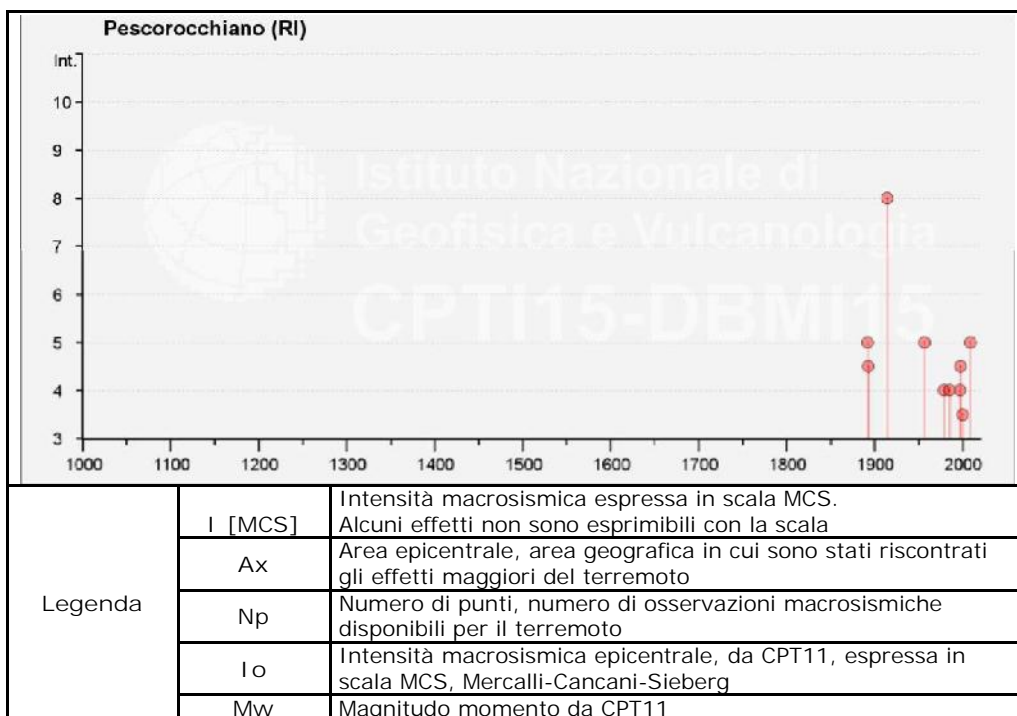 Pescorocchiano (RI)
Int.
10
9
8
7
6
5
4
3
1000 1100 1200 1300 1400 1500 1600 1700 1800 1900 2000
Istituto Nazionale di
Geofisica e Vulcanologia
CPTI15-DBMI15
Legenda
I [MCS]
Intensità macrosismica espressa in scala MCS.
Alcuni effetti non sono esprimibili con la scala
Ax
Area epicentrale, area geografica in cui sono stati riscontrati
gli effetti maggiori del terremoto
Np
Numero di punti, numero di osservazioni macrosismiche
disponibili per il terremoto
Io
Intensità macrosismica epicentrale, da CPT11, espressa in
scala MCS, Mercalli-Cancani-Sieberg
Mw
Magnitudo momento da CPT11